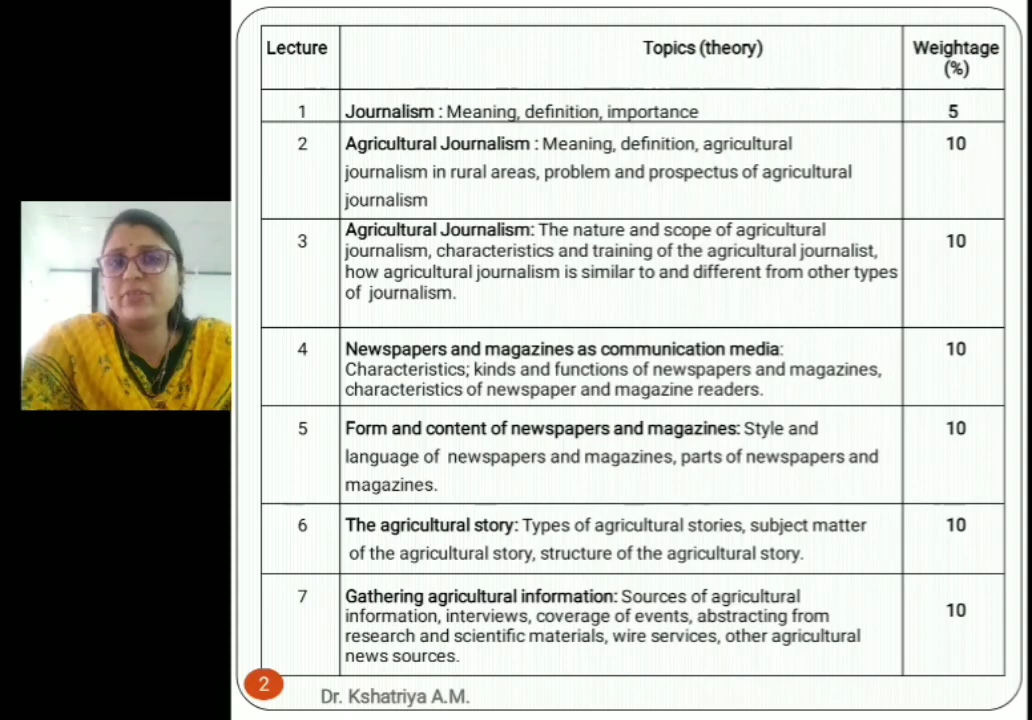 Lecture Topics (theory) Weightage
(%)
1 Journalism : Meaning, definition, importance 5
2 Agricultural Journalism : Meaning, definition, agricultural 10
journalism in rural areas, problem and prospectus of agricultural
journalism
Agricultural Journalism: The nature and scope of agricultural
3 journalism, characteristics and training of the agricultural journalist, 10
how agricultural journalism is similar to and different from other types
of journalism.
4 Newspapers and magazines as communication media: 10
Characteristics; kinds and functions of newspapers and magazines,
characteristics of newspaper and magazine readers.
5 Form and content of newspapers and magazines: Style and 10
language of newspapers and magazines, parts of newspapers and
magazines.
6 The agricultural story: Types of agricultural stories, subject matter 10
of the agricultural story, structure of the agricultural story.
7 Gathering agricultural information: Sources of agricultural 10
information, interviews, coverage of events, abstracting from
research and scientific materials, wire services, other agricultural
news sources.
2 Dr. Kshatriya A.M.